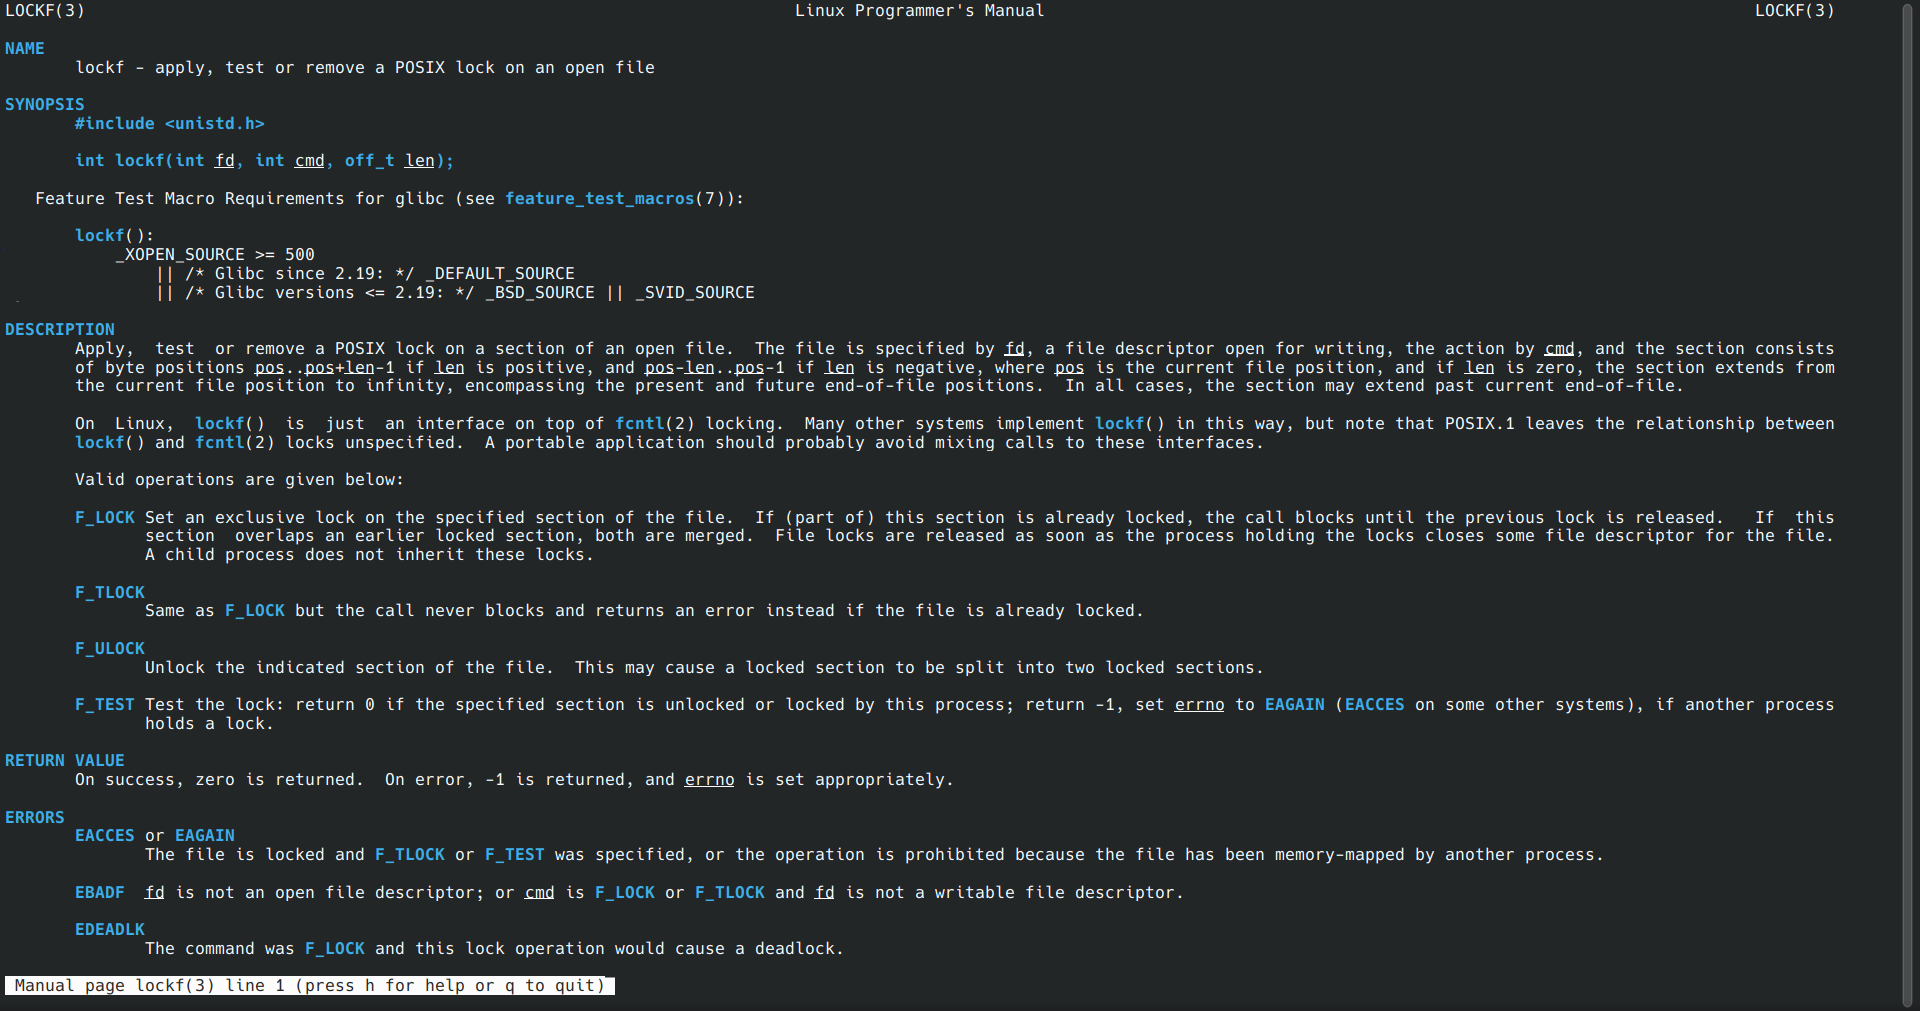 LOCKF(3) Linux Programmer's Manual LOCKF(3)
NAME
lockf - apply, test or remove a POSIX lock on an open file
SYNOPSIS
#include <unistd.h>
int lockf(int fd, int cmd, off_t len);
Feature Test Macro Requirements for glibc (see feature_test_macros(7)):
lockf():
_XOPEN_SOURCE >= 500
|| /* Glibc since 2.19: */ _DEFAULT_SOURCE
|| /* Glibc versions <= 2.19: */ _BSD_SOURCE || _SVID_SOURCE
DESCRIPTION
Apply,  test  or remove a POSIX lock on a section of an open file.  The file is specified by fd, a file descriptor open for writing, the action by cmd, and the section consists
of byte positions pos..pos+len-1 if len is positive, and pos-len..pos-1 if len is negative, where pos is the current file position, and if len is zero, the section extends from
the current file position to infinity, encompassing the present and future end-of-file positions.  In all cases, the section may extend past current end-of-file.
On  Linux,  lockf()  is  just  an interface on top of fcntl(2) locking.  Many other systems implement lockf() in this way, but note that POSIX.1 leaves the relationship between
lockf() and fcntl(2) locks unspecified.  A portable application should probably avoid mixing calls to these interfaces.
Valid operations are given below:
F_LOCK Set an exclusive lock on the specified section of the file.  If (part of) this section is already locked, the call blocks until the previous lock is released.   If  this
section  overlaps an earlier locked section, both are merged.  File locks are released as soon as the process holding the locks closes some file descriptor for the file.
A child process does not inherit these locks.
F_TLOCK
Same as F_LOCK but the call never blocks and returns an error instead if the file is already locked.
F_ULOCK
Unlock the indicated section of the file.  This may cause a locked section to be split into two locked sections.
F_TEST Test the lock: return 0 if the specified section is unlocked or locked by this process; return -1, set errno to EAGAIN (EACCES on some other systems), if another process
holds a lock.
RETURN VALUE
On success, zero is returned.  On error, -1 is returned, and errno is set appropriately.
ERRORS
EACCES or EAGAIN
The file is locked and F_TLOCK or F_TEST was specified, or the operation is prohibited because the file has been memory-mapped by another process.
EBADF  fd is not an open file descriptor; or cmd is F_LOCK or F_TLOCK and fd is not a writable file descriptor.
EDEADLK
The command was F_LOCK and this lock operation would cause a deadlock.
Manual page lockf(3) line 1 (press h for help or q to quit)